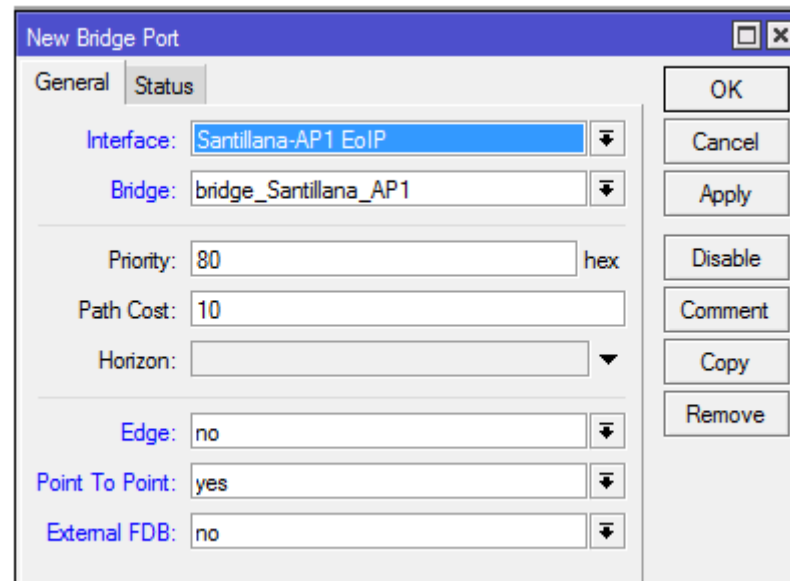 New Bridge Port
General Status
OK
Interface: Santillana-AP1 EoIP
Cancel
Bridge: bridge_Santillana_AP1
Apply
Priority: 80 hex
Disable
Path Cost: 10
Comment
Horizon:
Copy
Remove
Edge: no
Point To Point: yes
External FDB: no